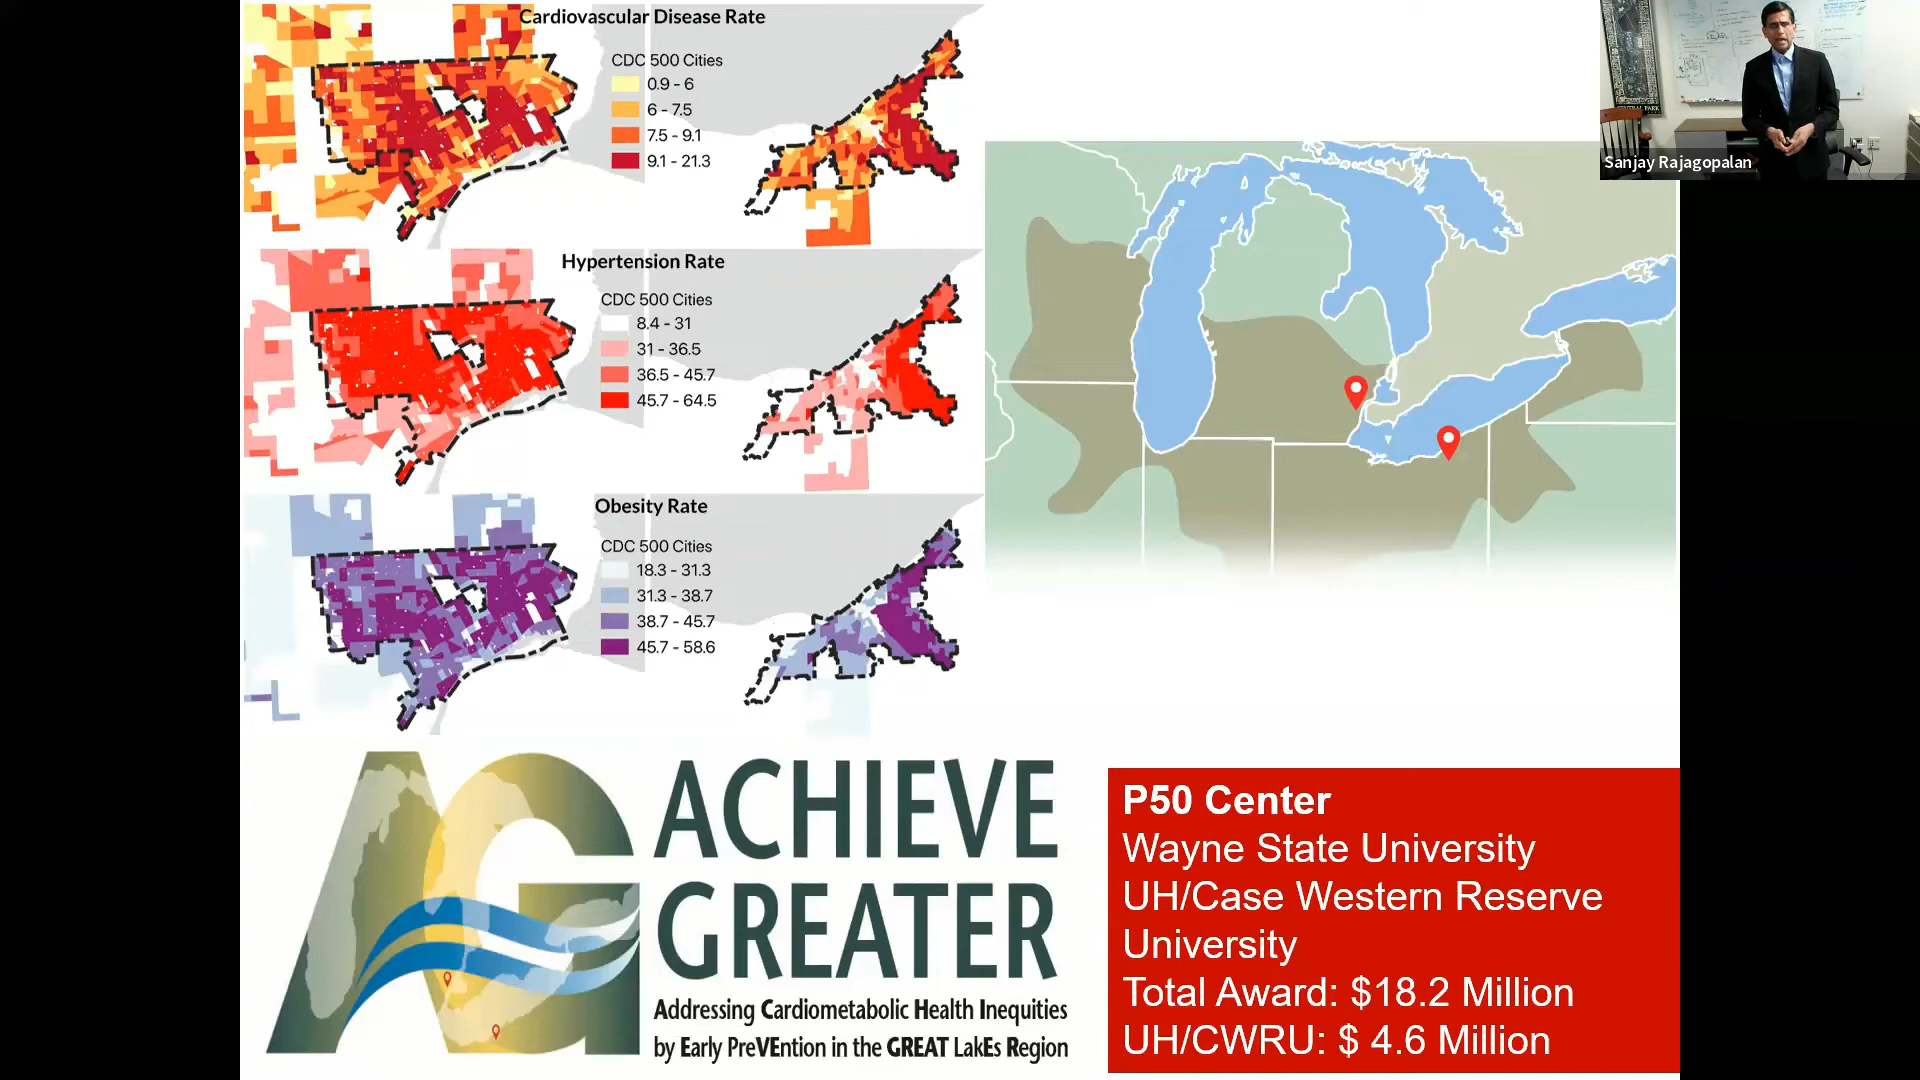 Cardiovascular Disease Rate
CDC 500 Cities
0.9 - 6
6 - 7.5
7.5 - 9.1
9.1 - 21.3
Hypertension Rate
CDC 500 Cities
8.4 - 31
31 - 36.5
36.5 - 45.7
45.7 - 64.5
Obesity Rate
CDC 500 Cities
18.3 - 31.3
31.3 - 38.7
38.7 - 45.7
45.7 - 58.6
CENTRAL PARK
Sanjay Rajagopalan
AG
ACHIEVE
GREATER
Addressing Cardiometabolic Health Inequities
by Early PreVEntion in the GREAT LakEs Region
P50 Center
Wayne State University
UH/Case Western Reserve
University
Total Award: $18.2 Million
UH/CWRU: $ 4.6 Million